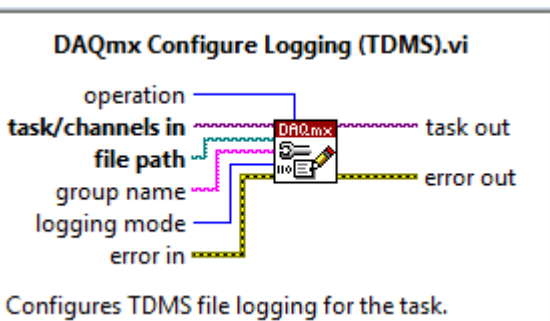 DAQmx Configure Logging (TDMS).vi
operation
task/channels in
DAQmx
task out
file path
group name
error out
logging mode
error in
Configures TDMS file logging for the task.